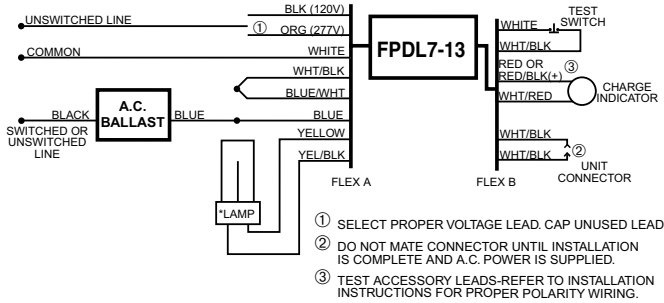 UNSWITCHED LINE
① BLK (120V)
ORG (277V)
COMMON
WHITE
WHT/BLK
BLUE/WHT
BLACK
A.C.
BALLAST
BLUE
BLUE
SWITCHED OR
UNSWITCHED
LINE
YELLOW
YEL/BLK
*LAMP
FLEX A
FPDL7-13
FLEX B
WHITE
TEST
SWITCH
WHT/BLK
RED OR
RED/BLK(+)
③
CHARGE
INDICATOR
WHT/RED
WHT/BLK
WHT/BLK
②
UNIT
CONNECTOR
① SELECT PROPER VOLTAGE LEAD. CAP UNUSED LEAD
② DO NOT MATE CONNECTOR UNTIL INSTALLATION
IS COMPLETE AND A.C. POWER IS SUPPLIED.
③ TEST ACCESSORY LEADS-REFER TO INSTALLATION
INSTRUCTIONS FOR PROPER POLARITY WIRING.